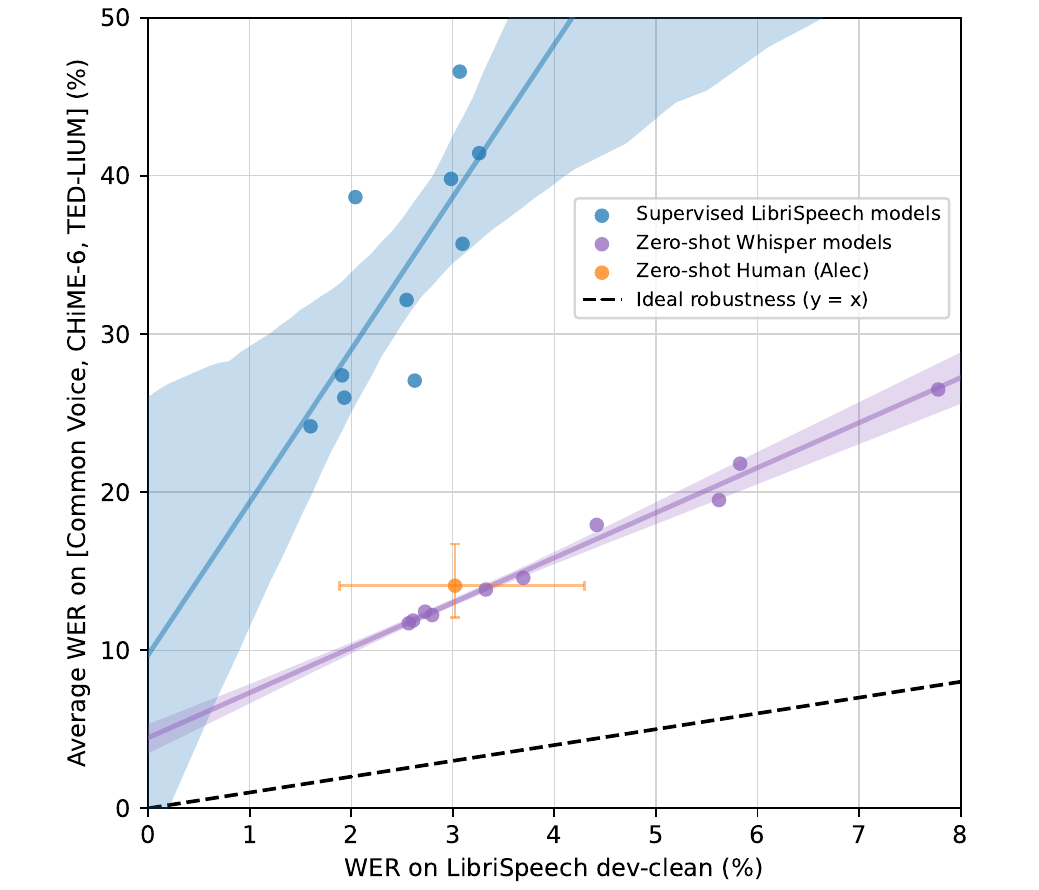 50
40
30
20
10
0
Average WER on [Common Voice, CHiME-6, TED-LIUM] (%)
Supervised LibriSpeech models
Zero-shot Whisper models
Zero-shot Human (Alec)
Ideal robustness (y = x)
0 1 2 3 4 5 6 7 8
WER on LibriSpeech dev-clean (%)